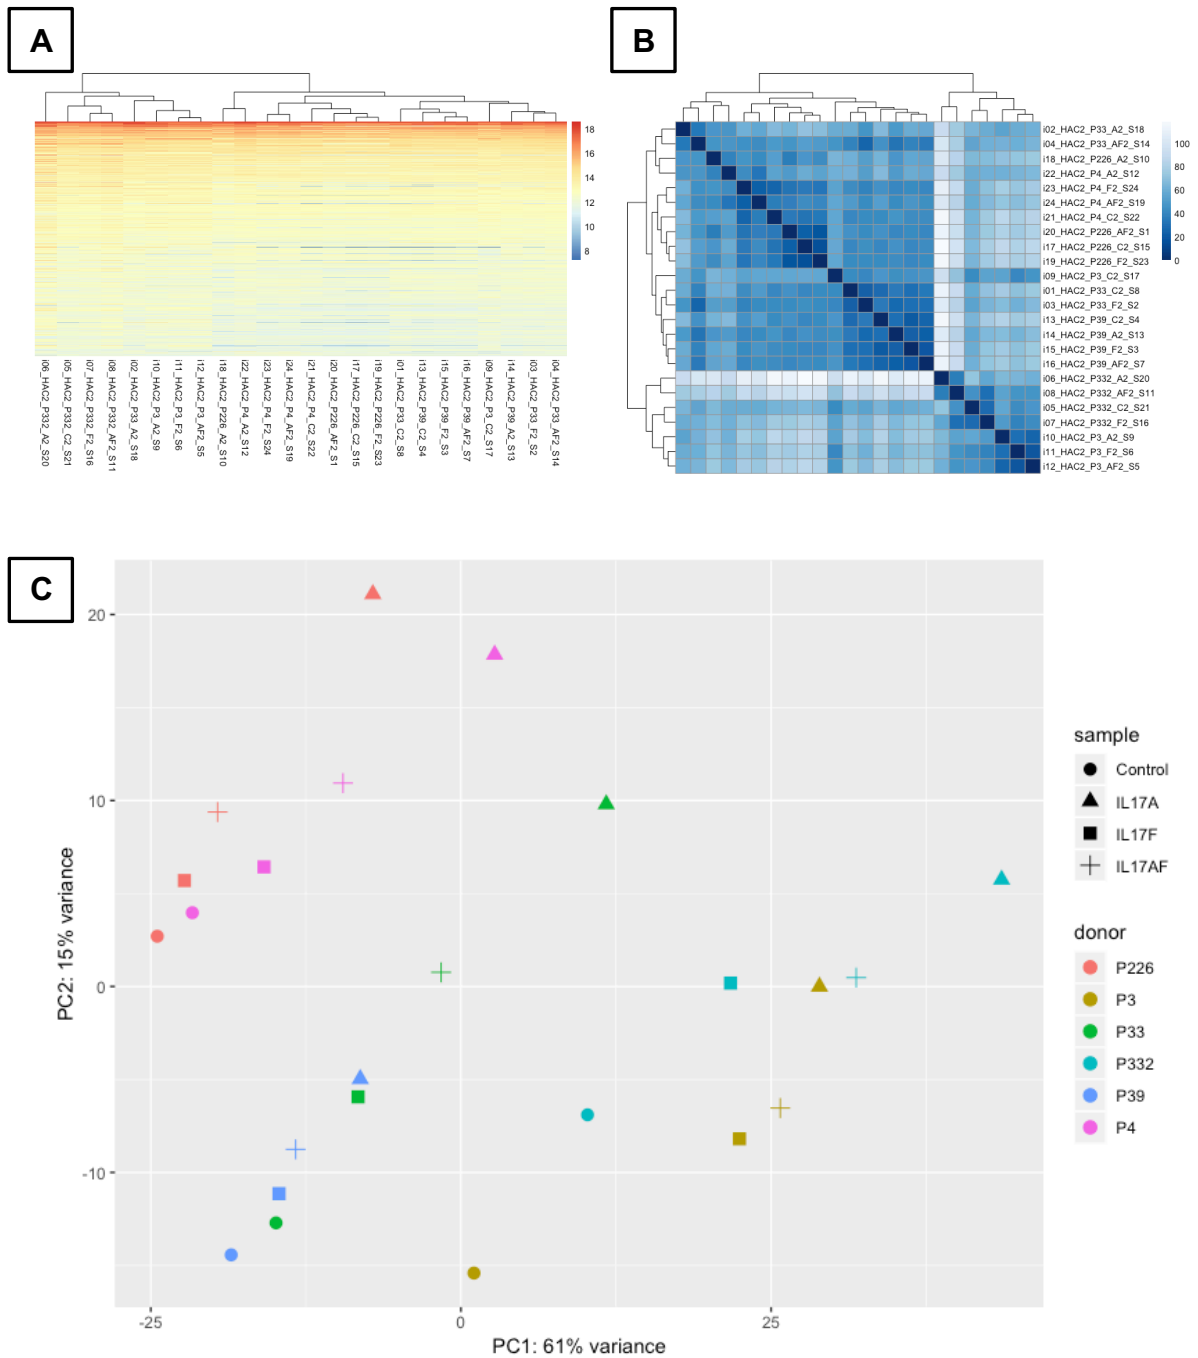 A
18
16
14
12
10
8
i06_HAC2_P332_A2_S20
i05_HAC2_P332_C2_S21
i07_HAC2_P332_F2_S16
i08_HAC2_P332_AF2_S11
i02_HAC2_P33_A2_S18
i10_HAC2_P3_A2_S9
i11_HAC2_P3_F2_S6
i12_HAC2_P3_AF2_S5
i18_HAC2_P226_A2_S10
i22_HAC2_P4_A2_S12
i23_HAC2_P4_F2_S24
i24_HAC2_P4_AF2_S19
i21_HAC2_P4_C2_S22
i20_HAC2_P226_AF2_S1
i17_HAC2_P226_C2_S15
i19_HAC2_P226_F2_S23
i01_HAC2_P33_C2_S8
i13_HAC2_P39_C2_S4
i15_HAC2_P39_F2_S3
i16_HAC2_P39_AF2_S7
i09_HAC2_P3_C2_S17
i14_HAC2_P39_A2_S13
i03_HAC2_P33_F2_S2
i04_HAC2_P33_AF2_S14
B
i02_HAC2_P33_A2_S18
i04_HAC2_P33_AF2_S14
i18_HAC2_P226_A2_S10
i22_HAC2_P4_A2_S12
i23_HAC2_P4_F2_S24
i24_HAC2_P4_AF2_S19
i21_HAC2_P4_C2_S22
i20_HAC2_P226_AF2_S1
i17_HAC2_P226_C2_S15
i19_HAC2_P226_F2_S23
i09_HAC2_P3_C2_S17
i01_HAC2_P33_C2_S8
i03_HAC2_P33_F2_S2
i13_HAC2_P39_C2_S4
i14_HAC2_P39_A2_S13
i15_HAC2_P39_F2_S3
i16_HAC2_P39_AF2_S7
i06_HAC2_P332_A2_S20
i08_HAC2_P332_AF2_S11
i05_HAC2_P332_C2_S21
i07_HAC2_P332_F2_S16
i10_HAC2_P3_A2_S9
i11_HAC2_P3_F2_S6
i12_HAC2_P3_AF2_S5
100
80
60
40
20
0
C
PC2: 15% variance
20
10
0
-10
-25
0
25
PC1: 61% variance
sample
Control
IL17A
IL17F
IL17AF
donor
P226
P3
P33
P332
P39
P4